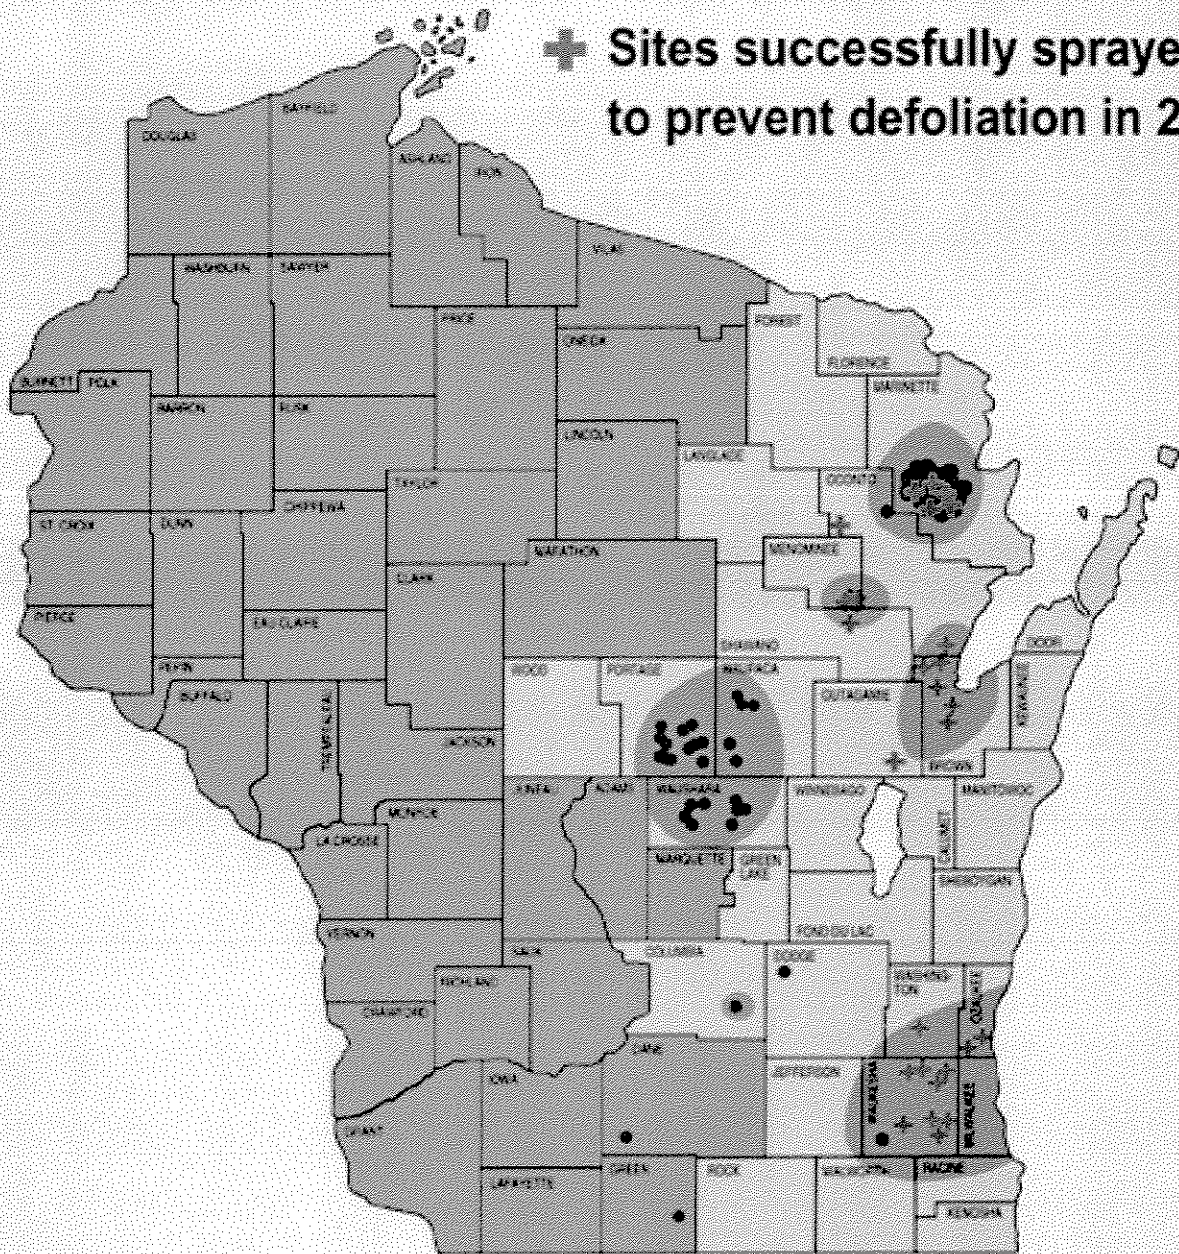 Sites successfully spraye
to prevent defoliation in 2
BAYFIELD
DOUGLAS
ASHLAND
IRON
VILAS
WASHBURN
SAWYER
PRICE
FOREST
ONEIDA
FLORENCE
BURNETT
POLK
MARINETTE
BARRON
RUSK
LINCOLN
LANGLADE
OCONTO
TAYLOR
CHIPPEWA
ST. CROIX
DUNN
MARATHON
MENOMINEE
CLARK
PIERCE
EAU CLAIRE
SHAWANO
DOOR
PEPIN
WOOD
PORTAGE
WAUPACA
BUFFALO
OUTAGAMIE
KEWAUNEE
TREMPEALEAU
JACKSON
BROWN
JUNEAU
ADAMS
WAUSHARA
WINNEBAGO
MANITOWOC
MONROE
CALUMET
LA CROSSE
MARQUETTE
GREEN
LAKE
SHEBOYGAN
VERNON
FOND DU LAC
SAUK
COLUMBIA
DODGE
RICHLAND
WASHING
TON
OZAUKEE
CRAWFORD
DANE
IOWA
JEFFERSON
WAUKESHA
MILWAUKEE
GRANT
LAFAYETTE
GREEN
ROCK
WALWORTH
RACINE
KENOSHA